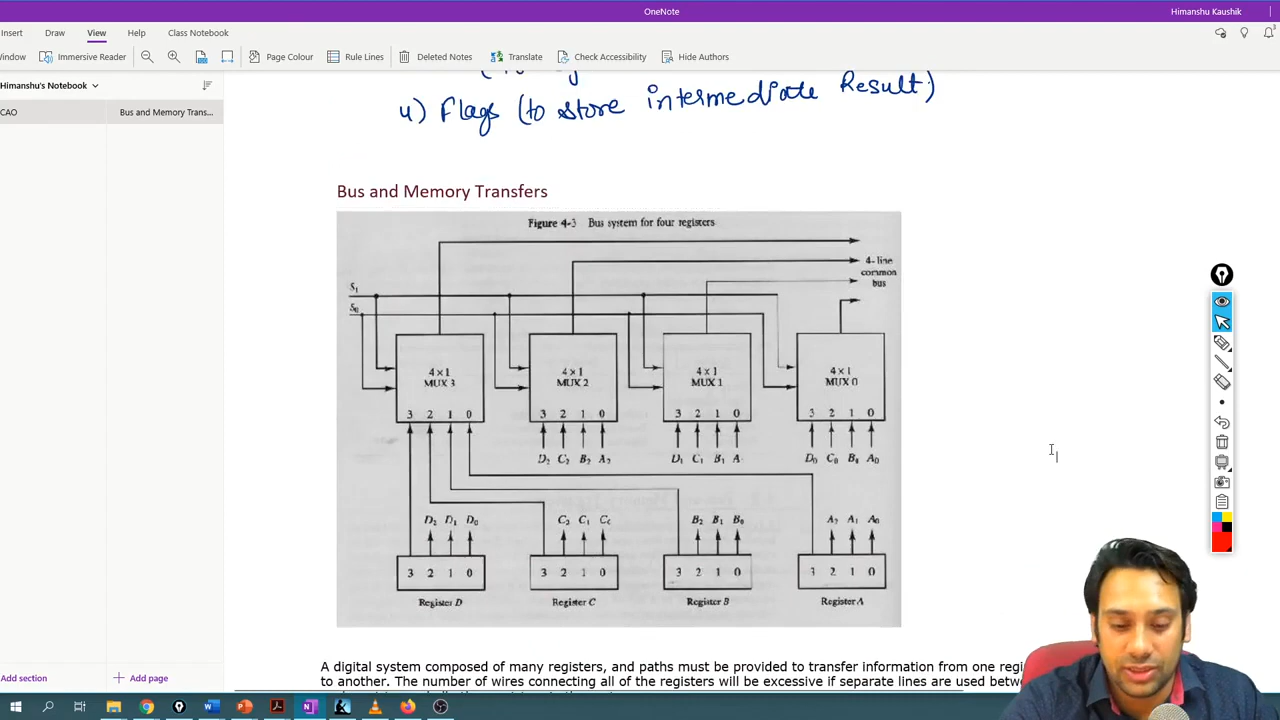 OneNote
Himanshu Kaushik
Insert Draw View Help Class Notebook
Window Immersive Reader Page Colour Rule Lines Deleted Notes Translate Check Accessibility Hide Authors
Himanshu's Notebook
CAO
Bus and Memory Trans...
4) Flags (to store intermediate Result)
Bus and Memory Transfers
Figure 4-3 Bus system for four registers
4-line
common
bus
S1
S0
4 × 1 4 × 1 4 × 1 4 × 1
MUX 3 MUX 2 MUX 1 MUX 0
3 2 1 0 3 2 1 0 3 2 1 0 3 2 1 0
D2 C2 B2 A2 D1 C1 B1 A D0 C0 B0 A0
D2 D1 D0 C2 C1 C0 B2 B1 B0 A2 A1 A0
3 2 1 0 3 2 1 0 3 2 1 0 3 2 1 0
Register D Register C Register B Register A
A digital system composed of many registers, and paths must be provided to transfer information from one regi
to another. The number of wires connecting all of the registers will be excessive if separate lines are used betw
Add section
Add page